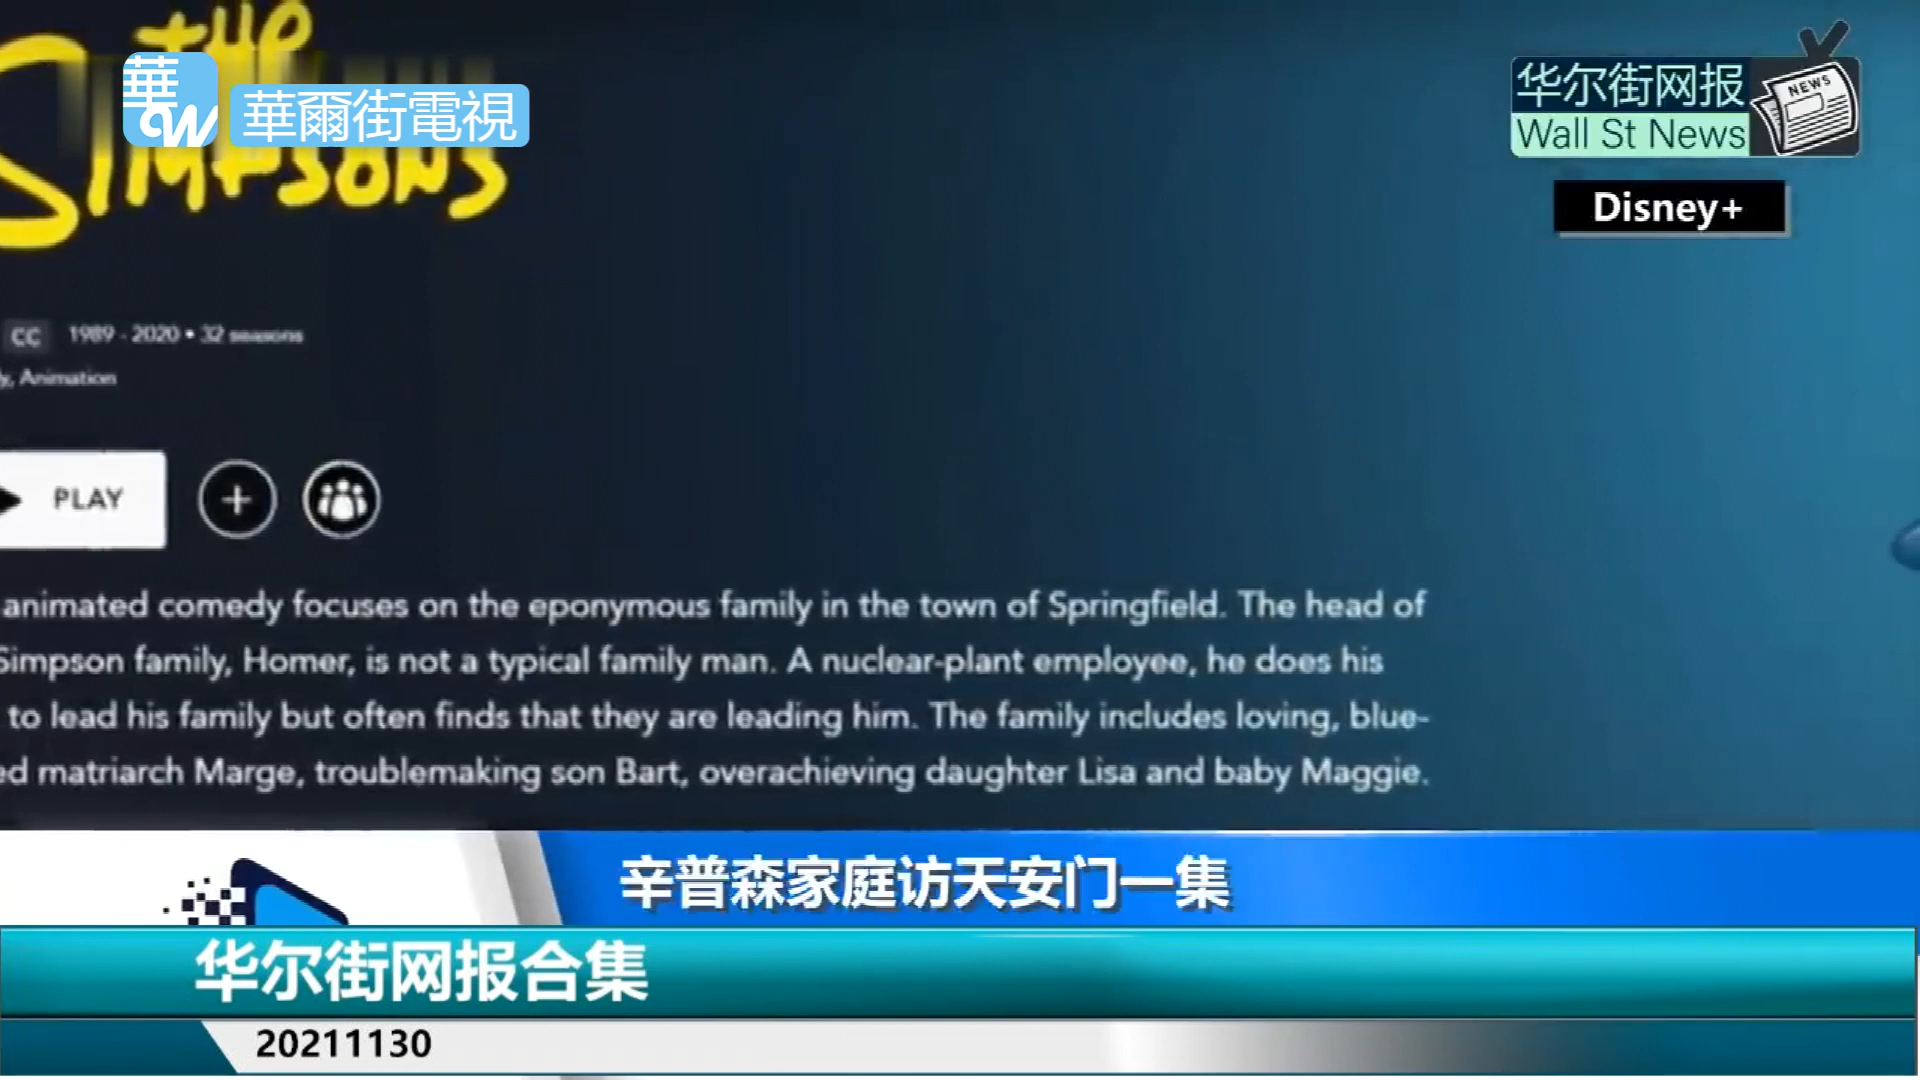 THE
SIMPSONS
華
W
華爾街電視
华尔街网报
Wall St News
NEWS
Disney+
CC 1989 - 2020 • 32 seasons
y, Animation
PLAY
animated comedy focuses on the eponymous family in the town of Springfield. The head of
Simpson family, Homer, is not a typical family man. A nuclear-plant employee, he does his
to lead his family but often finds that they are leading him. The family includes loving, blue-
ed matriarch Marge, troublemaking son Bart, overachieving daughter Lisa and baby Maggie.
辛普森家庭访天安门一集
华尔街网报合集
20211130